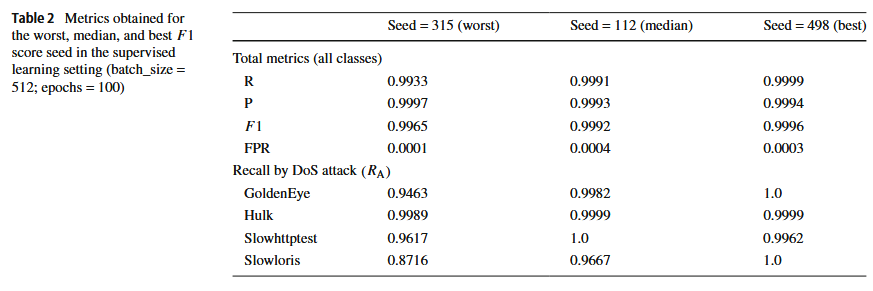 Table 2 Metrics obtained for
the worst, median, and best F1
score seed in the supervised
learning setting (batch_size =
512; epochs = 100)
Seed = 315 (worst) Seed = 112 (median) Seed = 498 (best)
Total metrics (all classes)
R 0.9933 0.9991 0.9999
P 0.9997 0.9993 0.9994
F1 0.9965 0.9992 0.9996
FPR 0.0001 0.0004 0.0003
Recall by DoS attack (RA)
GoldenEye 0.9463 0.9982 1.0
Hulk 0.9989 0.9999 0.9999
Slowhttptest 0.9617 1.0 0.9962
Slowloris 0.8716 0.9667 1.0